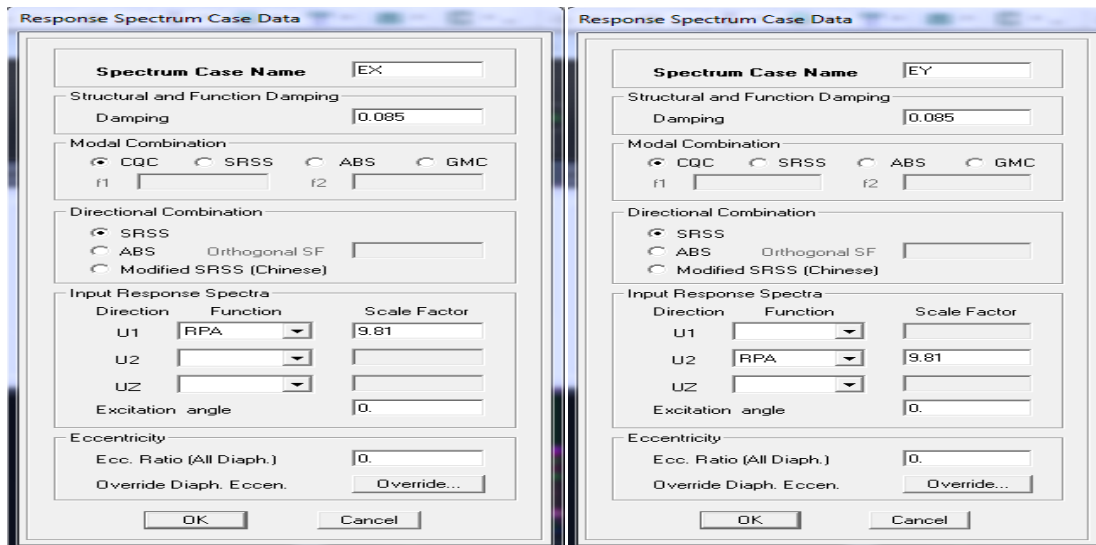 Response Spectrum Case Data
Spectrum Case Name EX
Structural and Function Damping
Damping 0.085
Modal Combination
CQC SRSS ABS GMC
f1 f2
Directional Combination
SRSS
ABS Orthogonal SF
Modified SRSS (Chinese)
Input Response Spectra
Direction Function Scale Factor
U1 RPA 9.81
U2
UZ
Excitation angle 0.
Eccentricity
Ecc. Ratio (All Diaph.) 0.
Override Diaph. Eccen. Override...
OK Cancel
Response Spectrum Case Data
Spectrum Case Name EY
Structural and Function Damping
Damping 0.085
Modal Combination
CQC SRSS ABS GMC
f1 f2
Directional Combination
SRSS
ABS Orthogonal SF
Modified SRSS (Chinese)
Input Response Spectra
Direction Function Scale Factor
U1
U2 RPA 9.81
UZ
Excitation angle 0.
Eccentricity
Ecc. Ratio (All Diaph.) 0.
Override Diaph. Eccen. Override...
OK Cancel